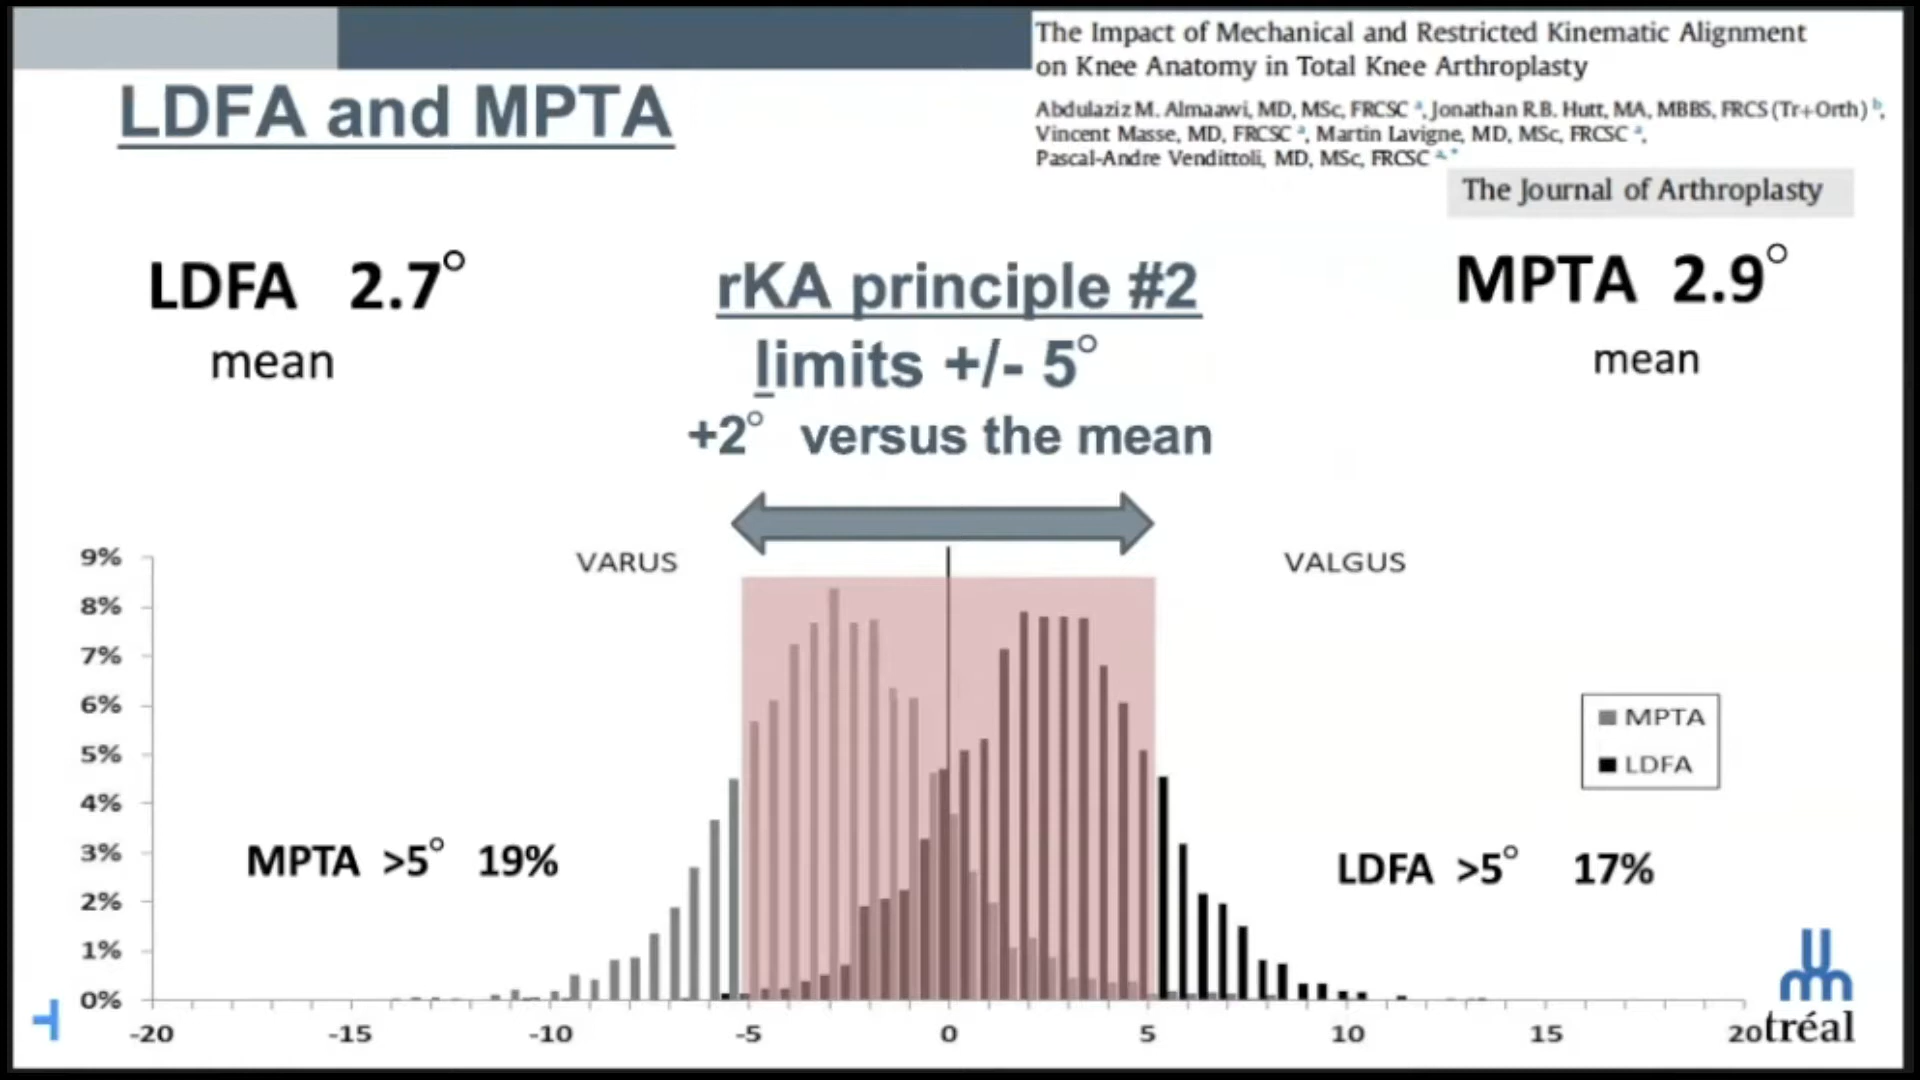 The Impact of Mechanical and Restricted Kinematic Alignment
on Knee Anatomy in Total Knee Arthroplasty
Abdulaziz M. Almaawi, MD, MSc, FRCSC a, Jonathan R.B. Hutt, MA, MBBS, FRCS (Tr+Orth) b,
Vincent Masse, MD, FRCSC a, Martin Lavigne, MD, MSc, FRCSC a,
Pascal-Andre Vendittoli, MD, MSc, FRCSC a, *
The Journal of Arthroplasty
LDFA and MPTA
LDFA 2.7°
mean
rKA principle #2
limits +/- 5°
+2° versus the mean
MPTA 2.9°
mean
VARUS
VALGUS
9%
8%
7%
6%
5%
4%
3%
2%
1%
0%
MPTA
LDFA
MPTA >5° 19%
LDFA >5° 17%
-20 -15 -10 -5 0 5 10 15 20
tréal